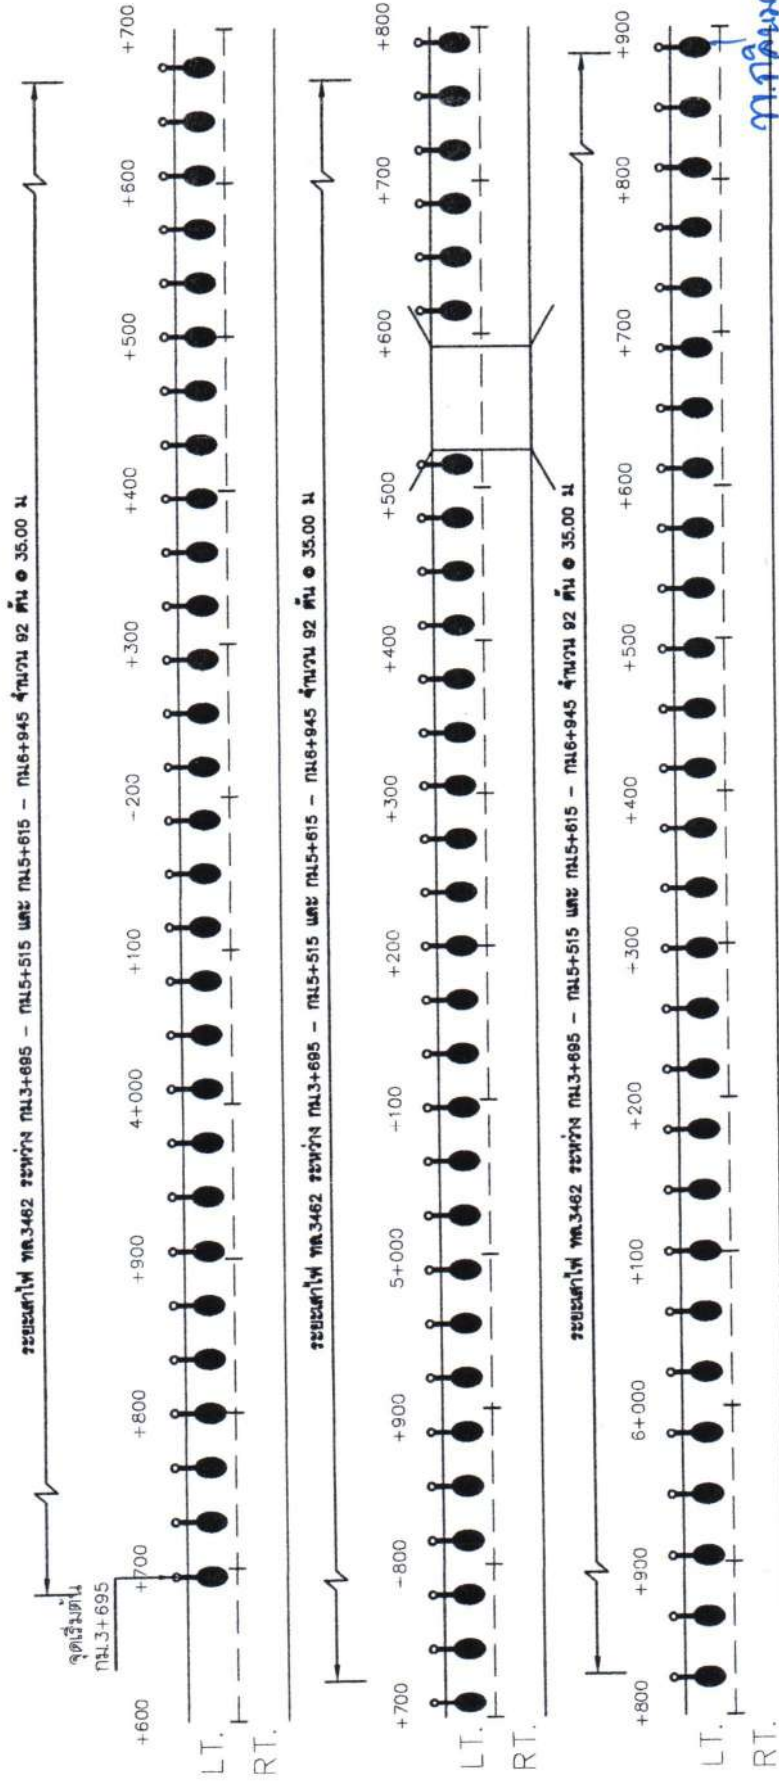 ระยะเสาไฟ ทล.3462 ระหว่าง กม.3+695 – กม.5+515 และ กม.5+615 – กม.6+945 จำนวน 92 ต้น @ 35.00 ม
จุดเริ่มต้น
กม.3+695
+600 +700 +800 +900 4+000 +100 -200 +300 +400 +500 +600 +700
LT.
RT.
ระยะเสาไฟ ทล.3462 ระหว่าง กม.3+695 – กม.5+515 และ กม.5+615 – กม.6+945 จำนวน 92 ต้น @ 35.00 ม
+700 -800 +900 5+000 +100 +200 +300 +400 +500 +600 +700 +800
LT.
RT.
ระยะเสาไฟ ทล.3462 ระหว่าง กม.3+695 – กม.5+515 และ กม.5+615 – กม.6+945 จำนวน 92 ต้น @ 35.00 ม
+800 +900 6+000 +100 +200 +300 +400 +500 +600 +700 +800 +900
LT.
RT.